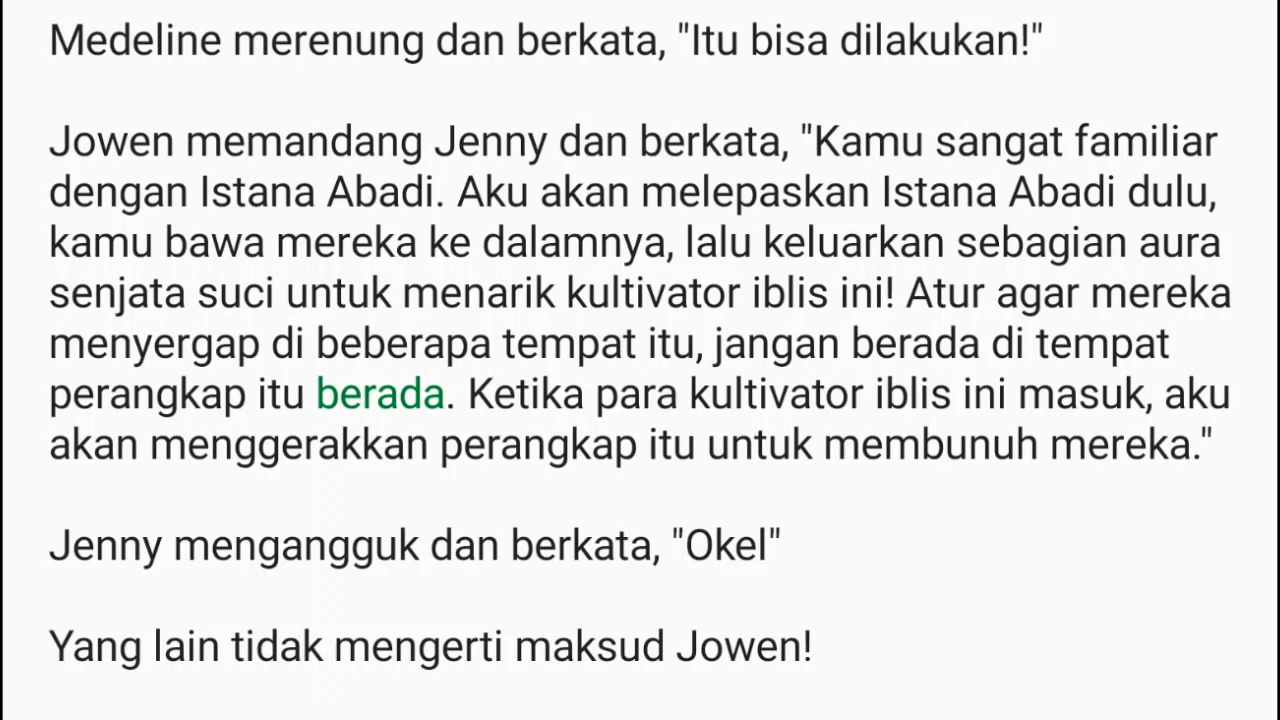 Medeline merenung dan berkata, "Itu bisa dilakukan!"
Jowen memandang Jenny dan berkata, "Kamu sangat familiar
dengan Istana Abadi. Aku akan melepaskan Istana Abadi dulu,
kamu bawa mereka ke dalamnya, lalu keluarkan sebagian aura
senjata suci untuk menarik kultivator iblis ini! Atur agar mereka
menyergap di beberapa tempat itu, jangan berada di tempat
perangkap itu berada. Ketika para kultivator iblis ini masuk, aku
akan menggerakkan perangkap itu untuk membunuh mereka."
Jenny mengangguk dan berkata, "Okel"
Yang lain tidak mengerti maksud Jowen!